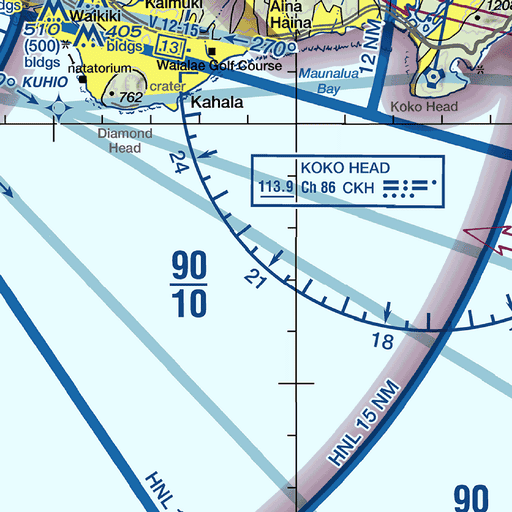 Waikiki
Kaimuki
Aina
Haina
1208
510
(500)
bldgs
405
bldgs
V 12-15
13
270°
12 NM
KUHIO
natatorium
762
Waialae Golf Course
crater
Kahala
Maunalua
Bay
Koko Head
Diamond
Head
24
KOKO HEAD
113.9 Ch 86 CKH
90
10
21
18
HNL 15 NM
HNL
90